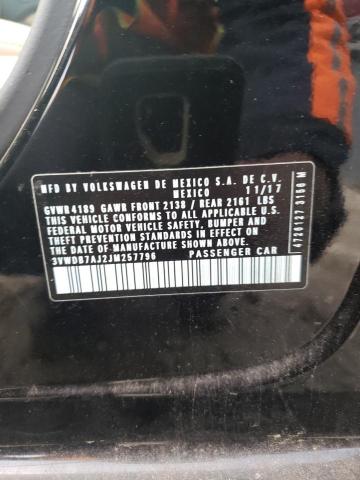 MFD BY VOLKSWAGEN DE MEXICO S.A. DE C.V.
MEXICO 11/17
GVWR4189 GAWR FRONT 2138 / REAR 2161 LBS
THIS VEHICLE CONFORMS TO ALL APPLICABLE U.S.
FEDERAL MOTOR VEHICLE SAFETY, BUMPER AND
THEFT PREVENTION STANDARDS IN EFFECT ON
THE DATE OF MANUFACTURE SHOWN ABOVE.
3VWDB7AJ2JM257796 PASSENGER CAR